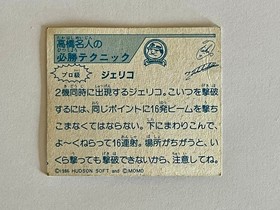 高橋名人の
必勝テクニック
プロ級 ジェリコ
2機同時に出現するジェリコ。こいつを撃破
するには、同じポイントに16発ビームを撃ち
こまなくてはならない。下にまわりこんで、
よ〜くねらって16連射。場所がちがうと、い
くら撃っても撃破できないから、注意してね。
©1986 HUDSON SOFT and ©MOMO